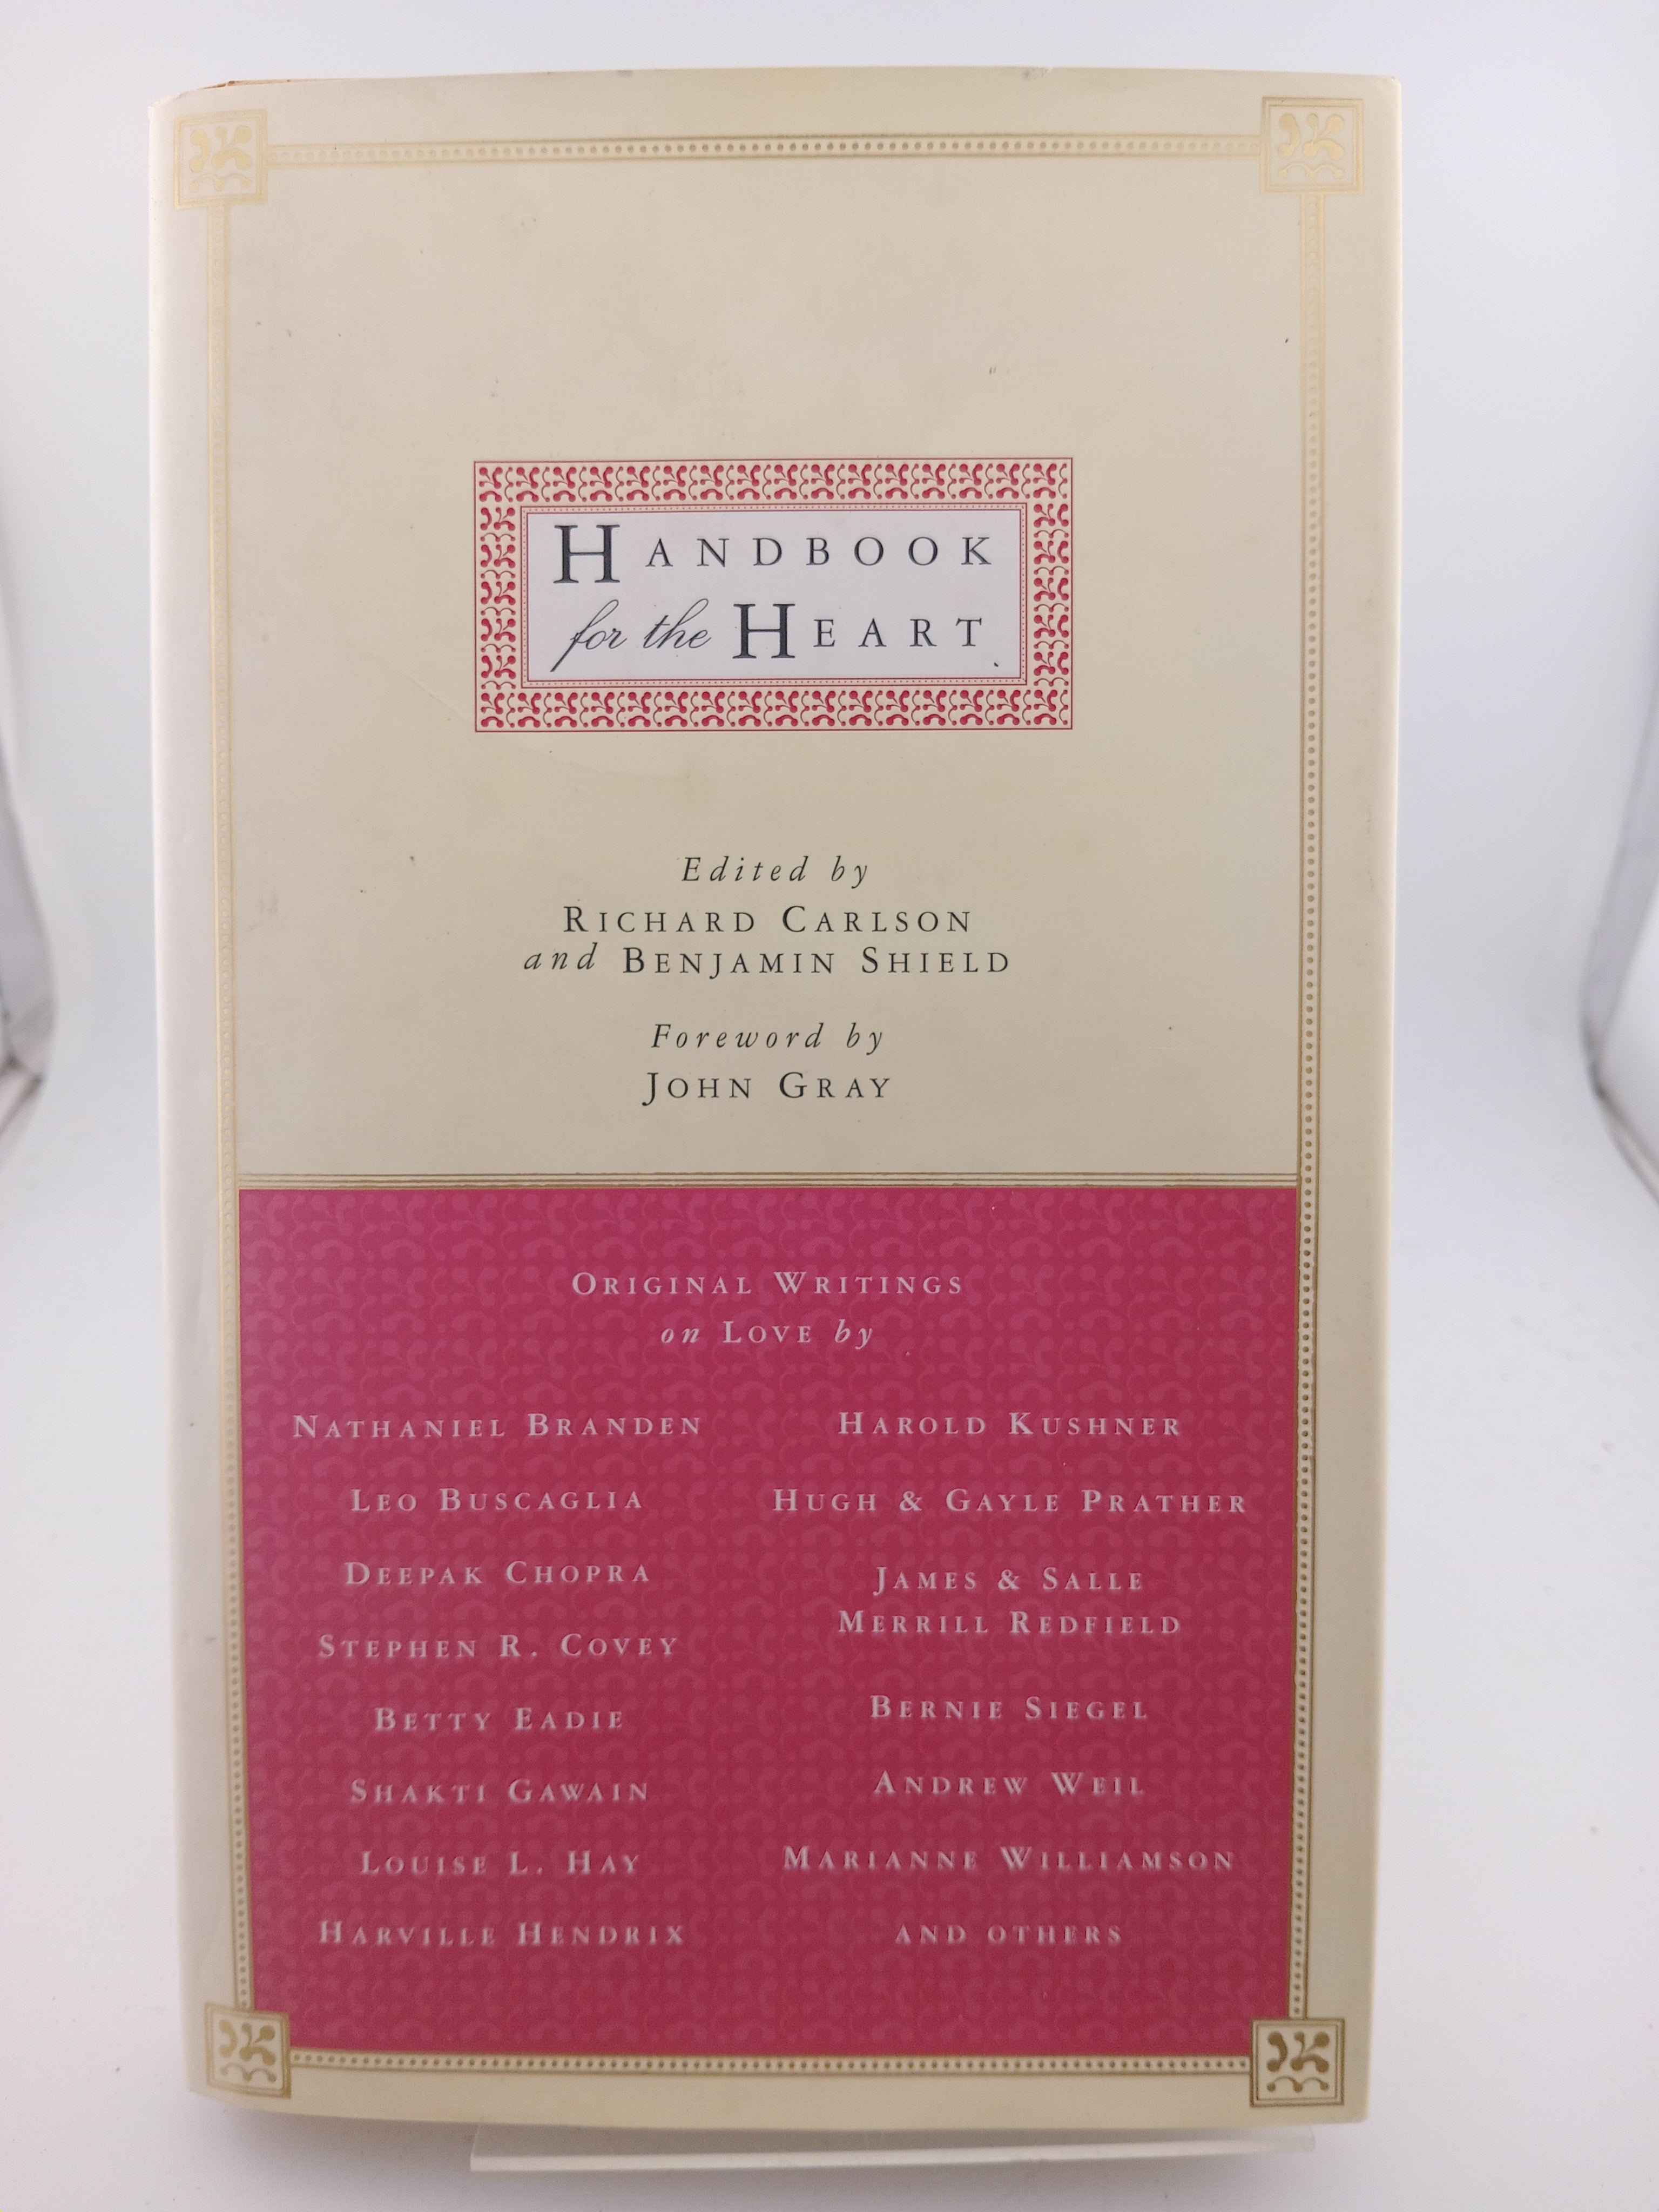 HANDBOOK
for the HEART
Edited by
RICHARD CARLSON
and BENJAMIN SHIELD
Foreword by
JOHN GRAY
ORIGINAL WRITINGS
on LOVE by
NATHANIEL BRANDEN
LEO BUSCAGLIA
DEEPAK CHOPRA
STEPHEN R. COVEY
BETTY EADIE
SHAKTI GAWAIN
LOUISE L. HAY
HARVILLE HENDRIX
HAROLD KUSHNER
HUGH & GAYLE PRATHER
JAMES & SALLE
MERRILL REDFIELD
BERNIE SIEGEL
ANDREW WEIL
MARIANNE WILLIAMSON
AND OTHERS